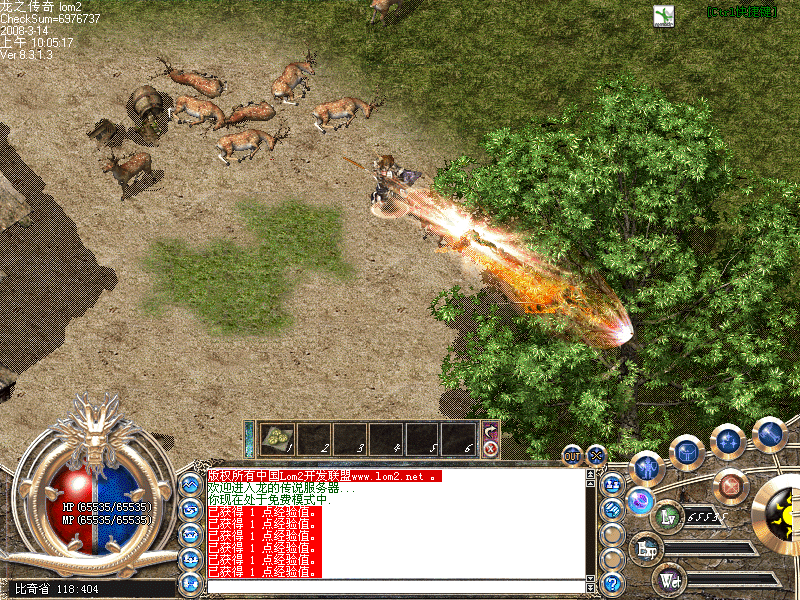 龙之传奇 lom2
CheckSum=6976737
2008-3-14
上午 10:05:17
Ver 8.3.1.3
1 2 3 4 5 6
OUT
版权所有中国Lom2开发联盟www.lom2.net 。
欢迎进入龙的传说服务器...
你现在处于免费模式中.
已获得 1 点经验值。
已获得 1 点经验值。
已获得 1 点经验值。
已获得 1 点经验值。
已获得 1 点经验值。
已获得 1 点经验值。
HP (65535/65535)
MP (65535/65535)
Lv 65535
Exp
Wet
比奇省 118:404